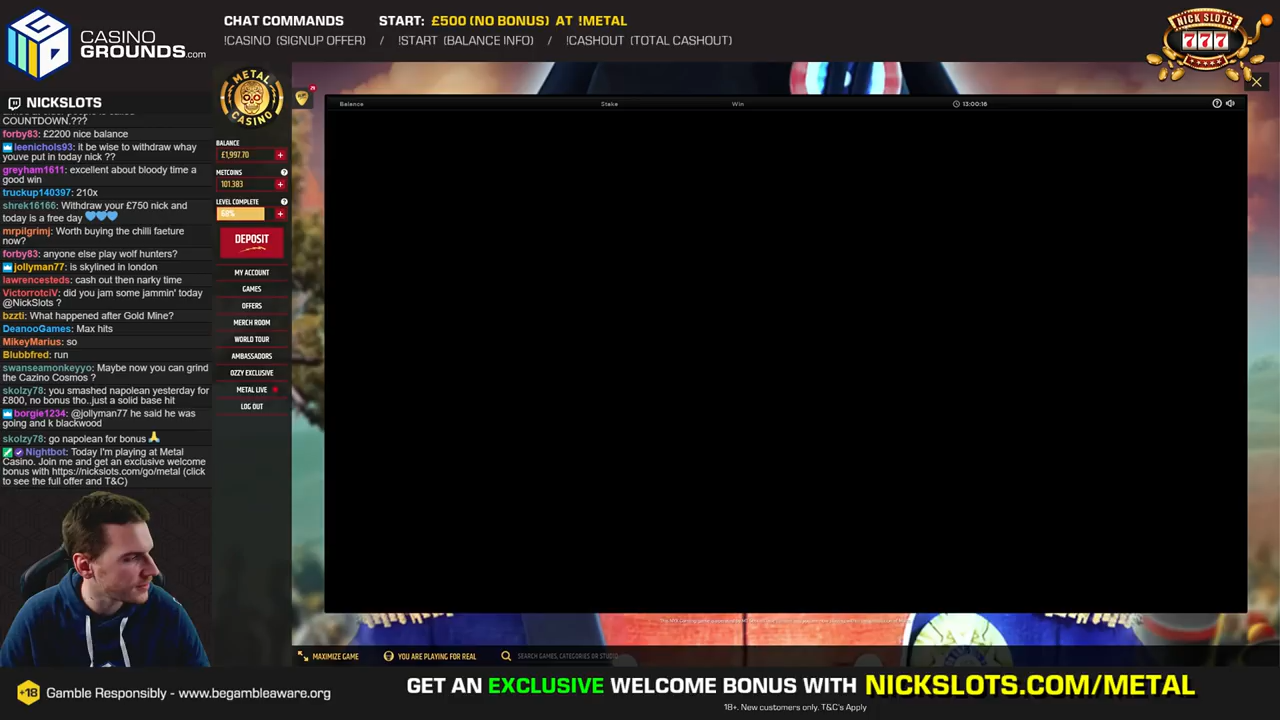 CASINO
GROUNDS.com
CHAT COMMANDS
START: £500 (NO BONUS) AT !METAL
!CASINO (SIGNUP OFFER) / !START (BALANCE INFO) / !CASHOUT (TOTAL CASHOUT)
NICK SLOTS
777
NICKSLOTS
COUNTDOWN.???
forby83: £2200 nice balance
leenichols93: it be wise to withdraw whay
youve put in today nick ??
greyham1611: excellent about bloody time a
good win
truckup140397: 210x
shrek16166: Withdraw your £750 nick and
today is a free day 💙💙💙
mrpilgrimj: Worth buying the chilli faeture
now?
forby83: anyone else play wolf hunters?
jollyman77: is skylined in london
lawrencesteds: cash out then narky time
VictorrotciV: did you jam some jammin' today
@NickSlots ?
bzzti: What happened after Gold Mine?
DeanooGames: Max hits
MikeyMarius: so
Blubbfred: run
swanseamonkeyyo: Maybe now you can grind
the Cazino Cosmos ?
skolzy78: you smashed napolean yesterday for
£800, no bonus tho..just a solid base hit
borgie1234: @jollyman77 he said he was
going and k blackwood
skolzy78: go napolean for bonus 🙏
Nightbot: Today I'm playing at Metal
Casino. Join me and get an exclusive welcome
bonus with https://nickslots.com/go/metal (click
to see the full offer and T&C)
METAL
CASINO
BALANCE
£1,997.70
METCOINS
101.383
LEVEL COMPLETE
68%
DEPOSIT
MY ACCOUNT
GAMES
OFFERS
MERCH ROOM
WORLD TOUR
AMBASSADORS
OZZY EXCLUSIVE
METAL LIVE
LOG OUT
Balance Stake Win 13:00:16
MAXIMIZE GAME YOU ARE PLAYING FOR REAL SEARCH GAMES, CATEGORIES OR STUDIO
+18 Gamble Responsibly - www.begambleaware.org
GET AN EXCLUSIVE WELCOME BONUS WITH NICKSLOTS.COM/METAL
18+. New customers only. T&C's Apply